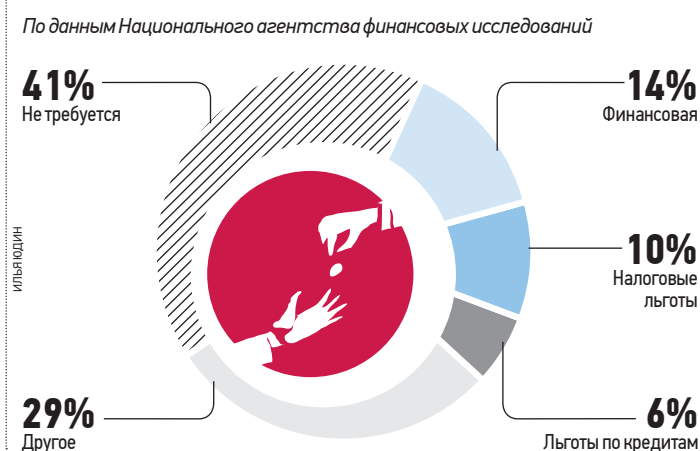 По данным Национального агентства финансовых исследований
41%
Не требуется
14%
Финансовая
10%
Налоговые
льготы
6%
Льготы по кредитам
29%
Другое
ИЛЬЯ ЮДИН